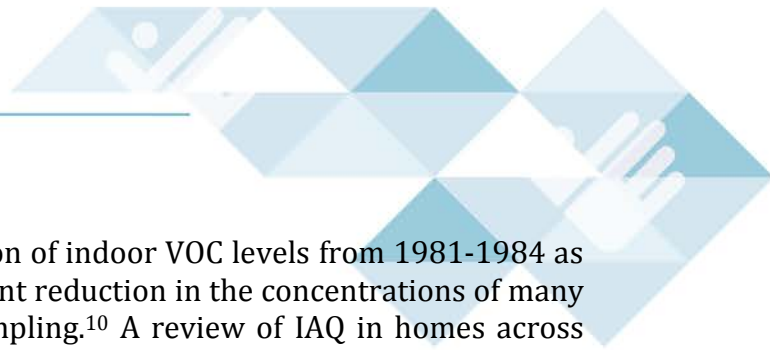 on of indoor VOC levels from 1981-1984 as
nt reduction in the concentrations of many
mpling.¹⁰ A review of IAQ in homes across